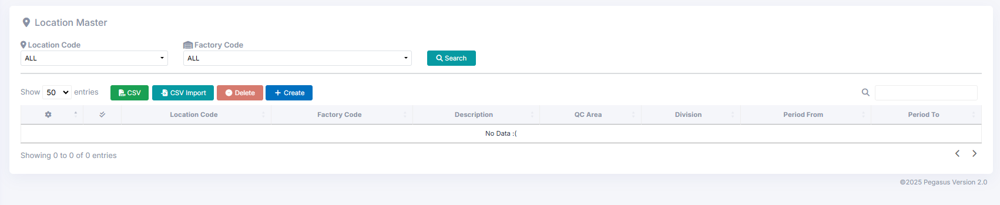 Location Master
Location Code Factory Code
ALL ALL Search
Show 50 entries CSV CSV Import Delete Create
Location Code Factory Code Description QC Area Division Period From Period To
No Data :(
Showing 0 to 0 of 0 entries
©2025 Pegasus Version 2.0